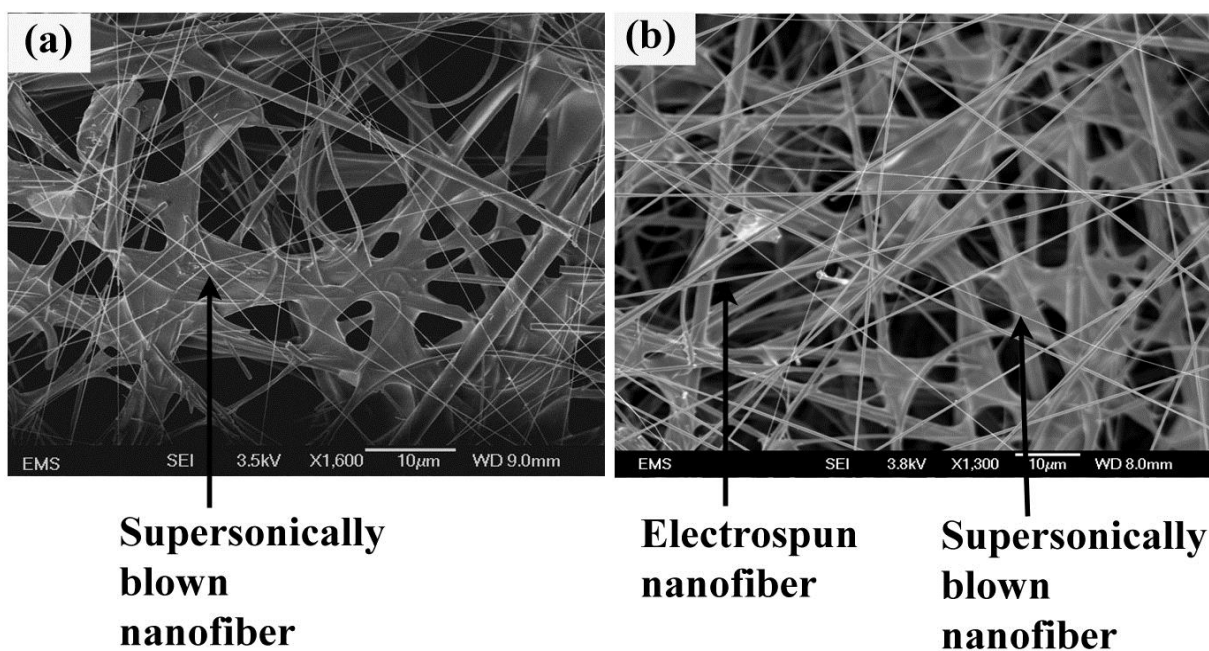 (a)
(b)
EMS SEI 3.5kV X1,600 10μm WD 9.0mm
EMS SEI 3.8kV X1,300 10μm WD 8.0mm
Supersonically
blown
nanofiber
Electrospun
nanofiber
Supersonically
blown
nanofiber